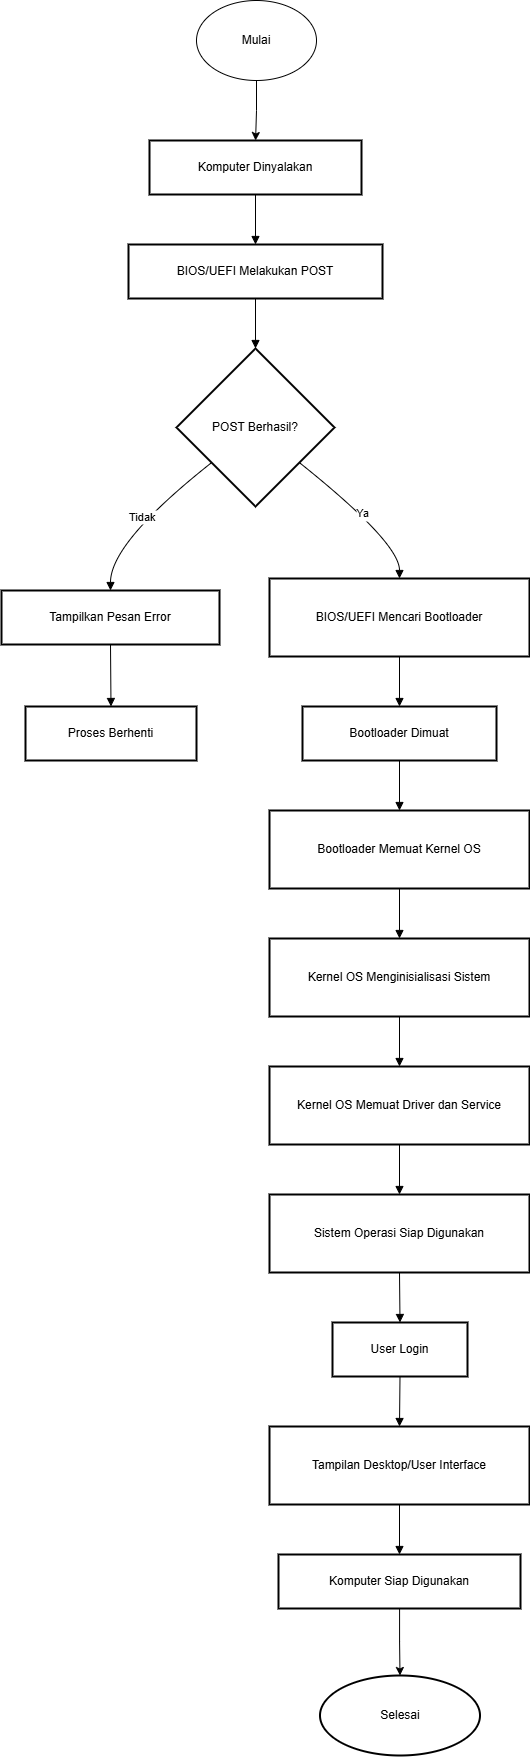 Mulai
Komputer Dinyalakan
BIOS/UEFI Melakukan POST
POST Berhasil?
Tidak
Ya
Tampilkan Pesan Error
BIOS/UEFI Mencari Bootloader
Proses Berhenti
Bootloader Dimuat
Bootloader Memuat Kernel OS
Kernel OS Menginisialisasi Sistem
Kernel OS Memuat Driver dan Service
Sistem Operasi Siap Digunakan
User Login
Tampilan Desktop/User Interface
Komputer Siap Digunakan
Selesai